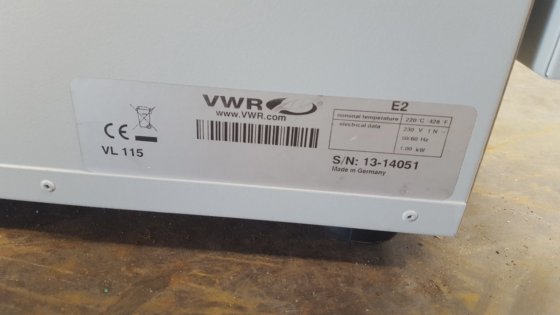 VWR
www.VWR.com
CE
VL 115
E2
nominal temperature 220°C 428°F
electrical data 230 V 1 N~
50/60 Hz
1.00 kW
S/N: 13-14051
Made in Germany